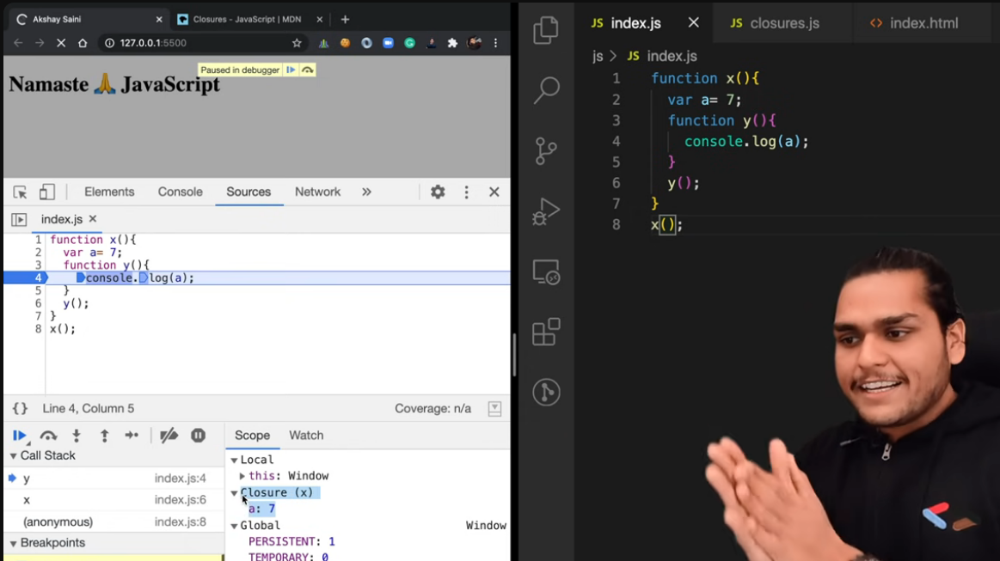 Akshay Saini
Closures - JavaScript | MDN
127.0.0.1:5500
Paused in debugger
Namaste 🙏 JavaScript
Elements Console Sources Network »
index.js
1 function x(){
2 var a= 7;
3 function y(){
4 console.log(a);
5 }
6 y();
7 }
8 x();
{} Line 4, Column 5 Coverage: n/a
Call Stack
y index.js:4
x index.js:6
(anonymous) index.js:8
Breakpoints
Scope Watch
Local
this: Window
Closure (x)
a: 7
Global Window
PERSISTENT: 1
TEMPORARY: 0
JS index.js JS closures.js <> index.html
js > JS index.js
1 function x(){
2 var a= 7;
3 function y(){
4 console.log(a);
5 }
6 y();
7 }
8 x();